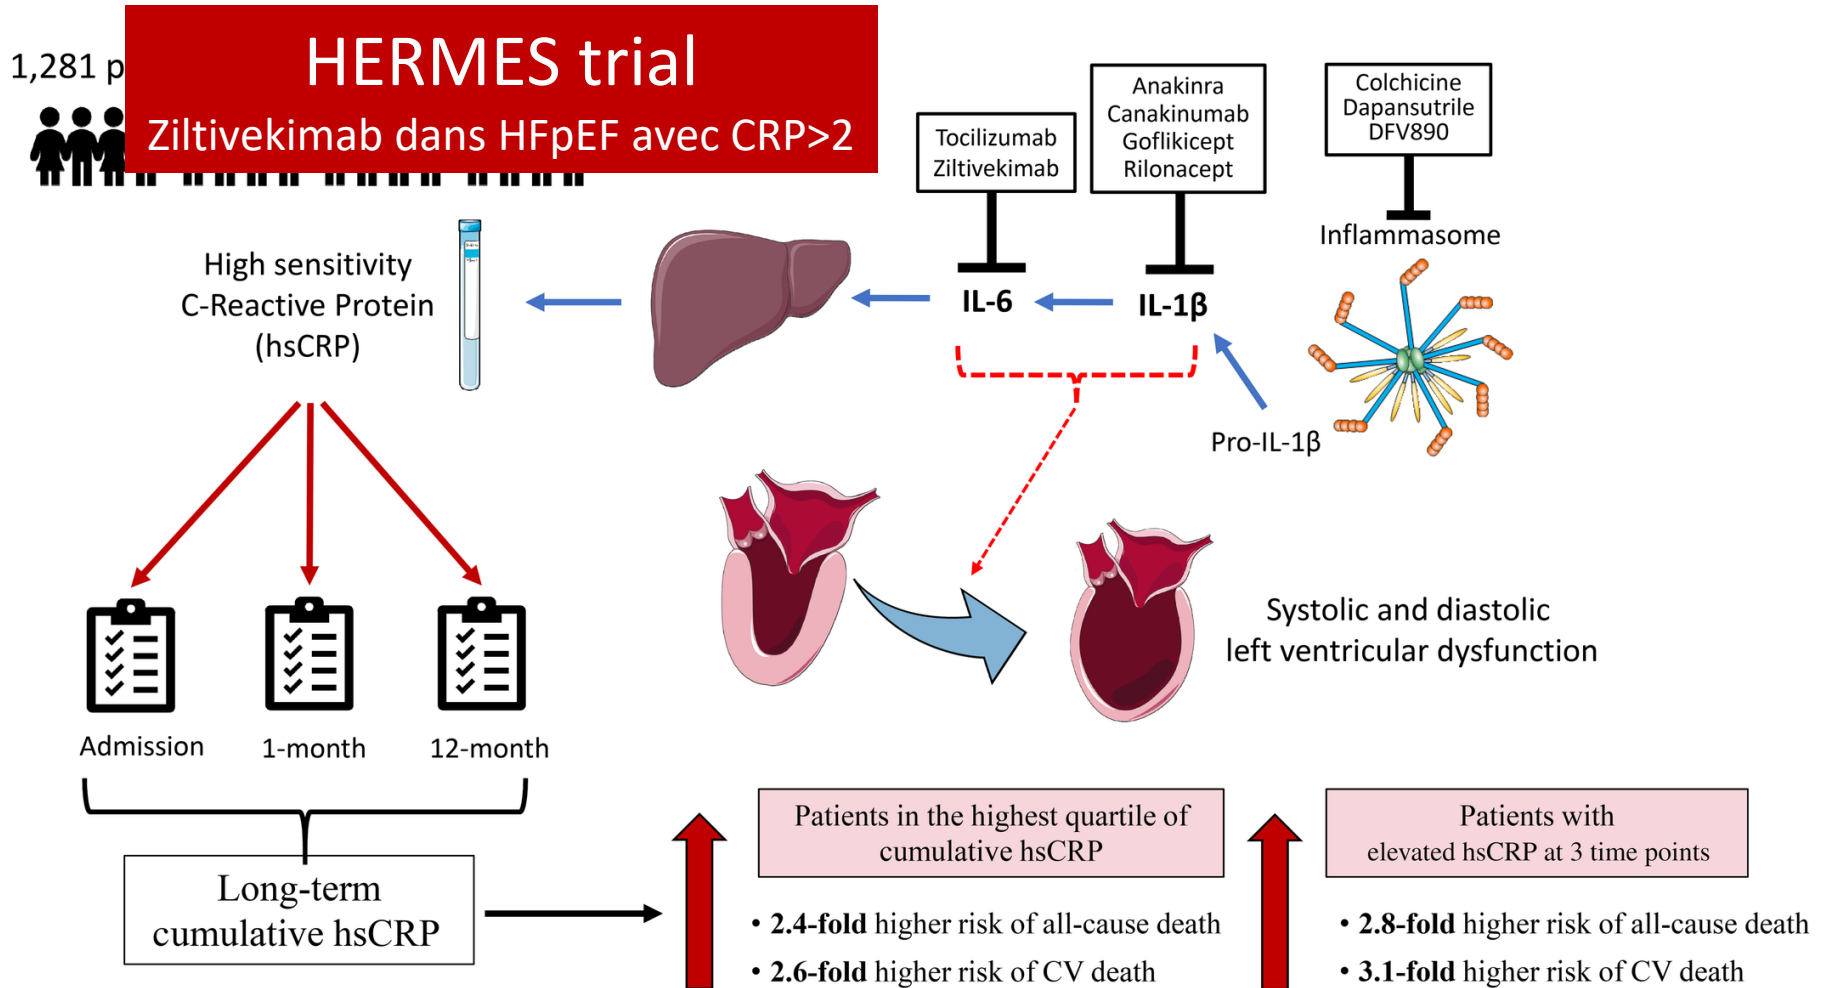 HERMES trial
Ziltivekimab dans HFpEF avec CRP>2
1,281 p
Tocilizumab
Ziltivekimab
Anakinra
Canakinumab
Goflikicept
Rilonacept
Colchicine
Dapansutrile
DFV890
Inflammasome
High sensitivity
C-Reactive Protein
(hsCRP)
IL-6
IL-1β
Pro-IL-1β
Systolic and diastolic
left ventricular dysfunction
Admission
1-month
12-month
Long-term
cumulative hsCRP
Patients in the highest quartile of
cumulative hsCRP
• 2.4-fold higher risk of all-cause death
• 2.6-fold higher risk of CV death
Patients with
elevated hsCRP at 3 time points
• 2.8-fold higher risk of all-cause death
• 3.1-fold higher risk of CV death